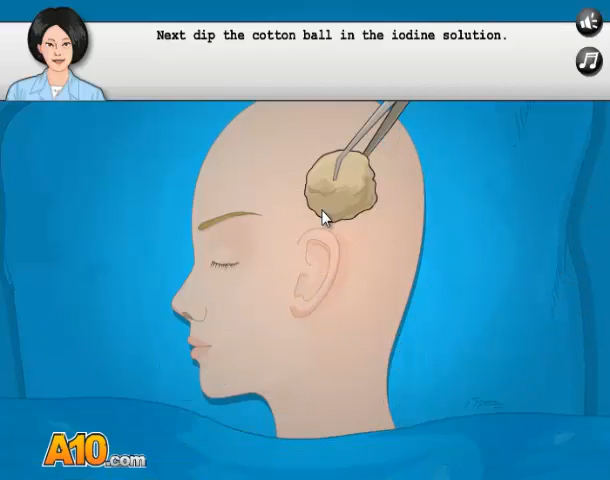 Next dip the cotton ball in the iodine solution.
A10.com